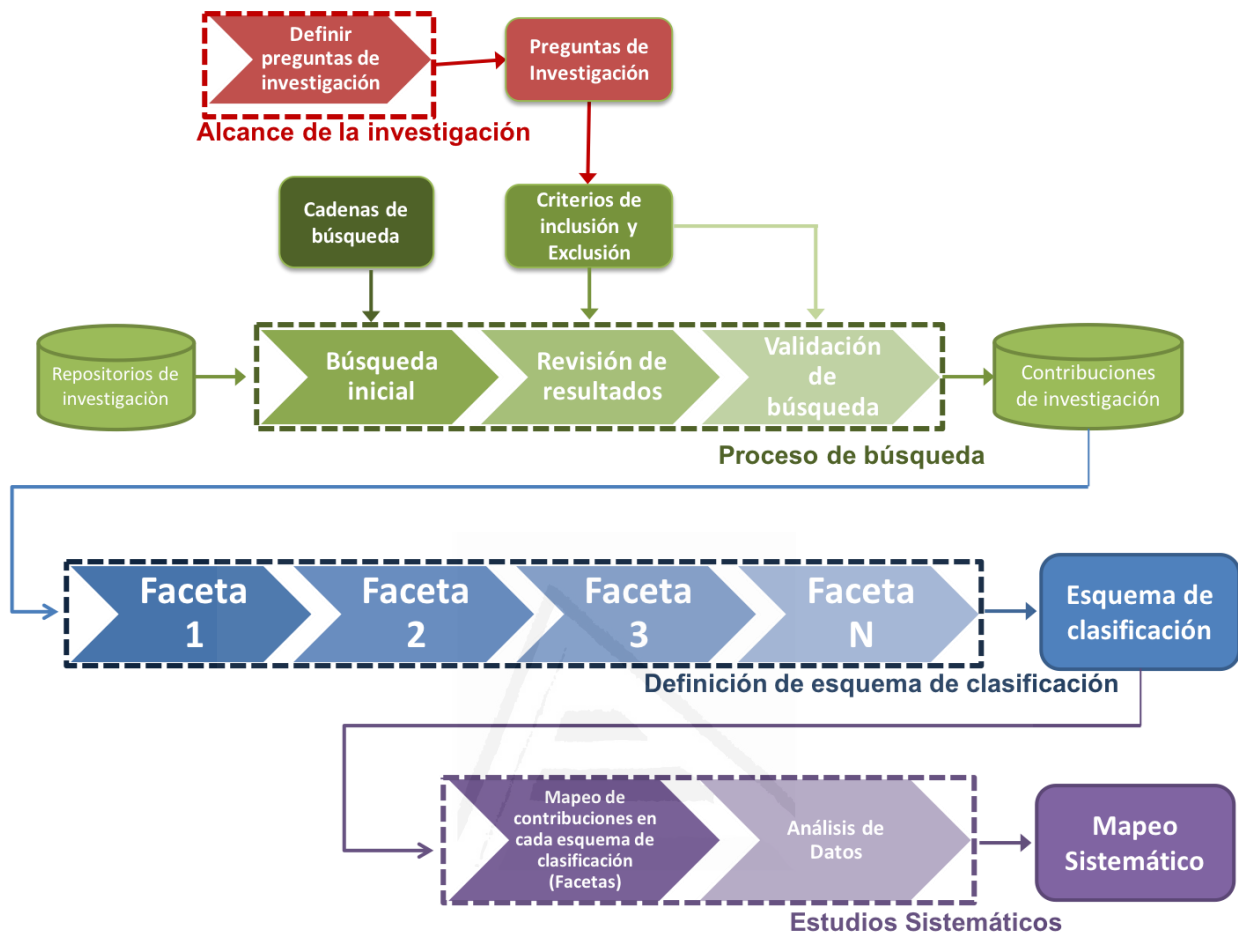 Definir
preguntas de
investigación
Preguntas de
Investigación
Alcance de la investigación
Cadenas de
búsqueda
Criterios de
inclusión y
Exclusión
Repositorios de
investigaciòn
Búsqueda
inicial
Revisión de
resultados
Validación
de
búsqueda
Contribuciones
de investigación
Proceso de búsqueda
Faceta
1
Faceta
2
Faceta
3
Faceta
N
Esquema de
clasificación
Definición de esquema de clasificación
Mapeo de
contribuciones en
cada esquema de
clasificación
(Facetas)
Análisis de
Datos
Mapeo
Sistemático
Estudios Sistemáticos